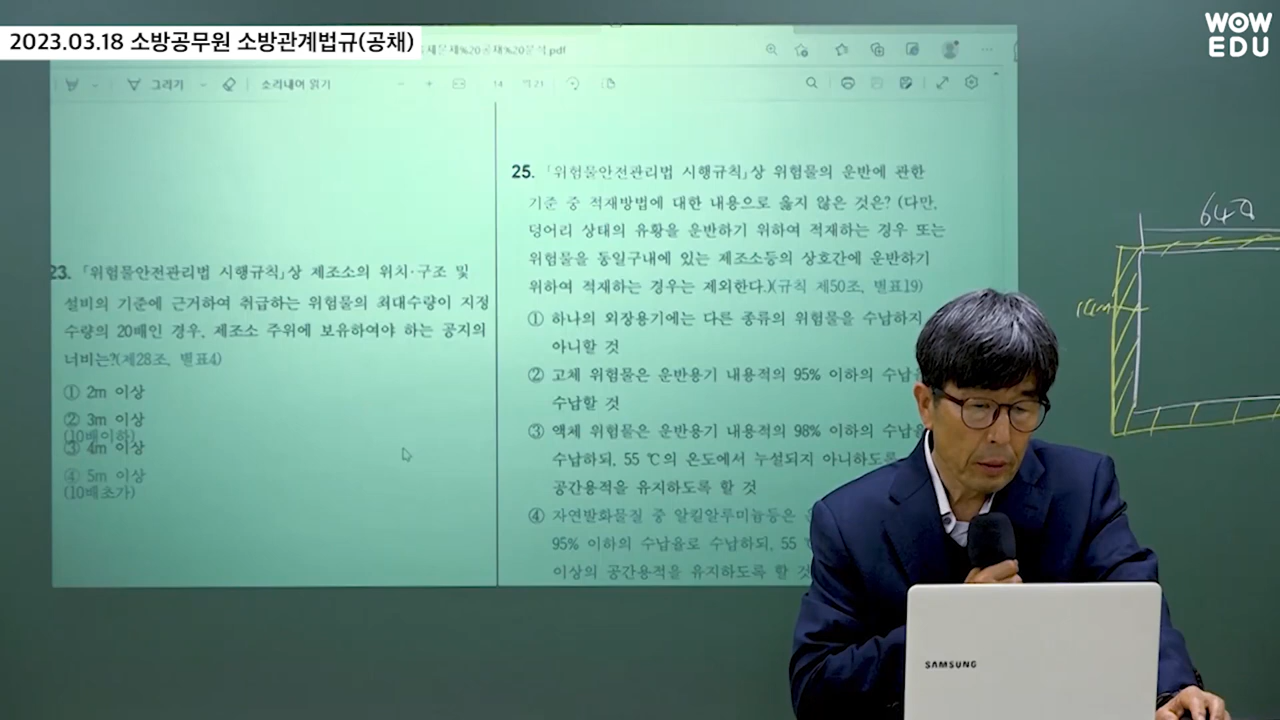 2023.03.18 소방공무원 소방관계법규(공채)
WOW
EDU
그리기
소리내어 읽기
14
23. 「위험물안전관리법 시행규칙」상 제조소의 위치·구조 및
설비의 기준에 근거하여 취급하는 위험물의 최대수량이 지정
수량의 20배인 경우, 제조소 주위에 보유하여야 하는 공지의
너비는?(제28조, 별표4)
① 2m 이상
② 3m 이상
(10배이하)
③ 4m 이상
④ 5m 이상
(10배초가)
25. 「위험물안전관리법 시행규칙」상 위험물의 운반에 관한
기준 중 적재방법에 대한 내용으로 옳지 않은 것은? (다만,
덩어리 상태의 유황을 운반하기 위하여 적재하는 경우 또는
위험물을 동일구내에 있는 제조소등의 상호간에 운반하기
위하여 적재하는 경우는 제외한다.)(규칙 제50조, 별표19)
① 하나의 외장용기에는 다른 종류의 위험물을 수납하지
아니할 것
② 고체 위험물은 운반용기 내용적의 95% 이하의
수납할 것
③ 액체 위험물은 운반용기 내용적의 98% 이하의
수납하되, 55 ℃의 온도에서 누설되지 아니하도록
공간용적을 유지하도록 할 것
④ 자연발화물질 중 알킬알루미늄등은
95% 이하의 수납율로 수납하되, 55
이상의 공간용적을 유지하도록 할 것
SAMSUNG